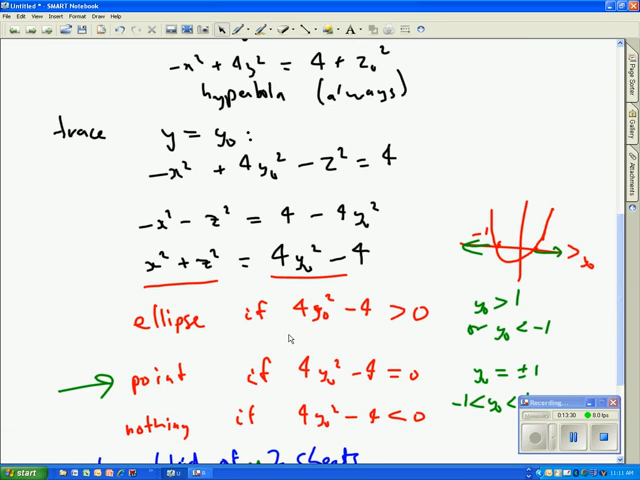 Untitled * - SMART Notebook
File Edit View Insert Format Draw Help
-x² + 4y² = 4 + z₀²
hyperbola (always)
trace y = y₀ :
-x² + 4y₀² - z² = 4
-x² - z² = 4 - 4y₀²
x² + z² = 4y₀² - 4
-1
y₀
ellipse if 4y₀² - 4 > 0
y₀ > 1
or y₀ < -1
point if 4y₀² - 4 = 0
y₀ = ±1
nothing if 4y₀² - 4 < 0
-1 < y₀ <
of 2 sheets
Page Sorter
Gallery
Attachments
Recording...
0:13:30
8.0 fps
start
11:11 AM